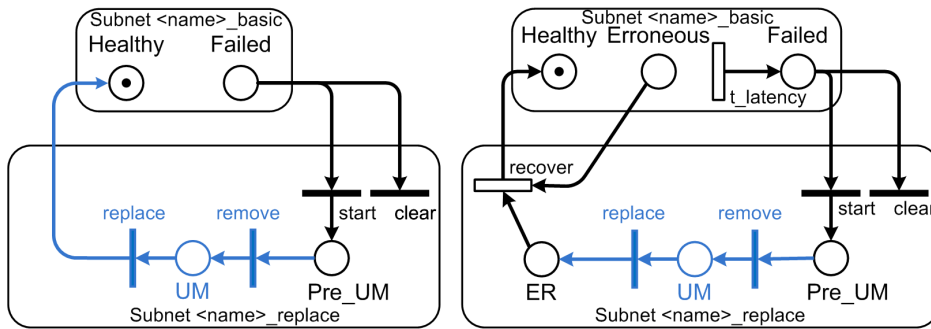 Subnet <name>_basic
Healthy
Failed
start
clear
replace
remove
UM
Pre_UM
Subnet <name>_replace
Subnet <name>_basic
Healthy
Erroneous
Failed
t_latency
recover
start
clear
replace
remove
ER
UM
Pre_UM
Subnet <name>_replace